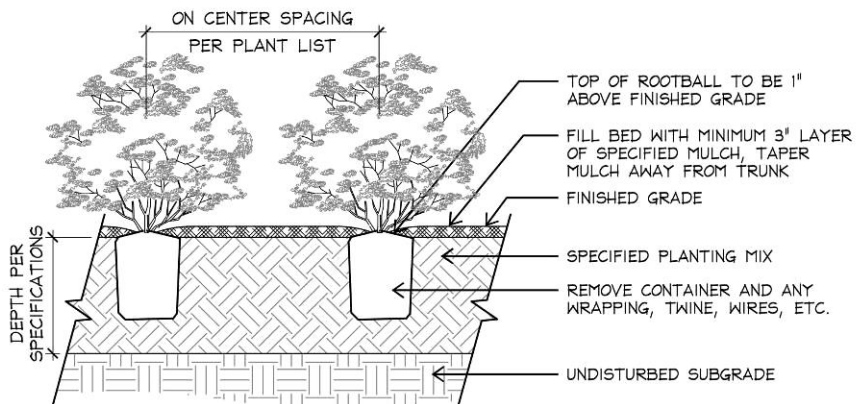 ON CENTER SPACING
PER PLANT LIST
TOP OF ROOTBALL TO BE 1"
ABOVE FINISHED GRADE
FILL BED WITH MINIMUM 3" LAYER
OF SPECIFIED MULCH, TAPER
MULCH AWAY FROM TRUNK
FINISHED GRADE
DEPTH PER
SPECIFICATIONS
SPECIFIED PLANTING MIX
REMOVE CONTAINER AND ANY
WRAPPING, TWINE, WIRES, ETC.
UNDISTURBED SUBGRADE